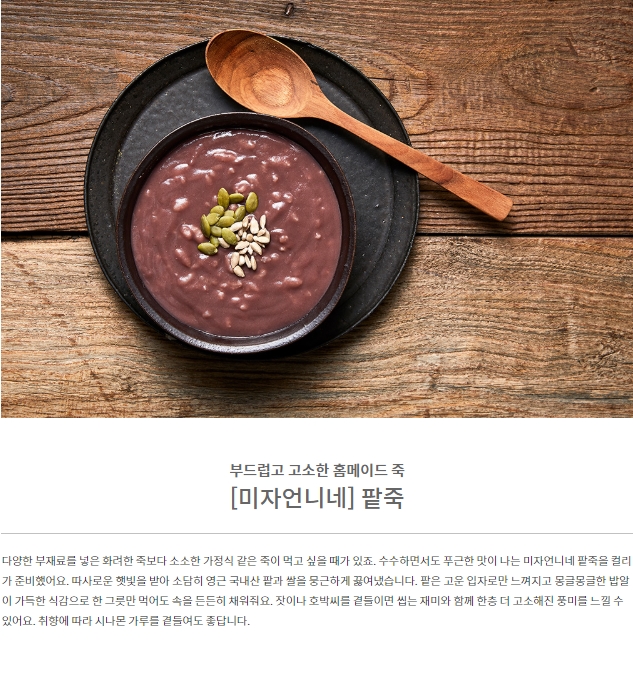 부드럽고 고소한 홈메이드 죽
[미자언니네] 팥죽
다양한 부재료를 넣은 화려한 죽보다 소소한 가정식 같은 죽이 먹고 싶을 때가 있죠. 수수하면서도 푸근한 맛이 나는 미자언니네 팥죽을 컬리
가 준비했어요. 따사로운 햇빛을 받아 소담히 영근 국내산 팥과 쌀을 뭉근하게 끓여냈습니다. 팥은 고운 입자로만 느껴지고 몽글몽글한 밥알
이 가득한 식감으로 한 그릇만 먹어도 속을 든든히 채워줘요. 잣이나 호박씨를 곁들이면 씹는 재미와 함께 한층 더 고소해진 풍미를 느낄 수
있어요. 취향에 따라 시나몬 가루를 곁들여도 좋답니다.